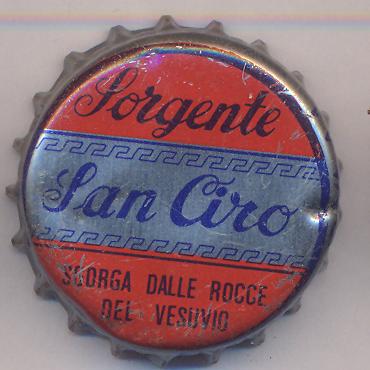 Sorgente
San Ciro
SGORGA DALLE ROCCE
DEL VESUVIO